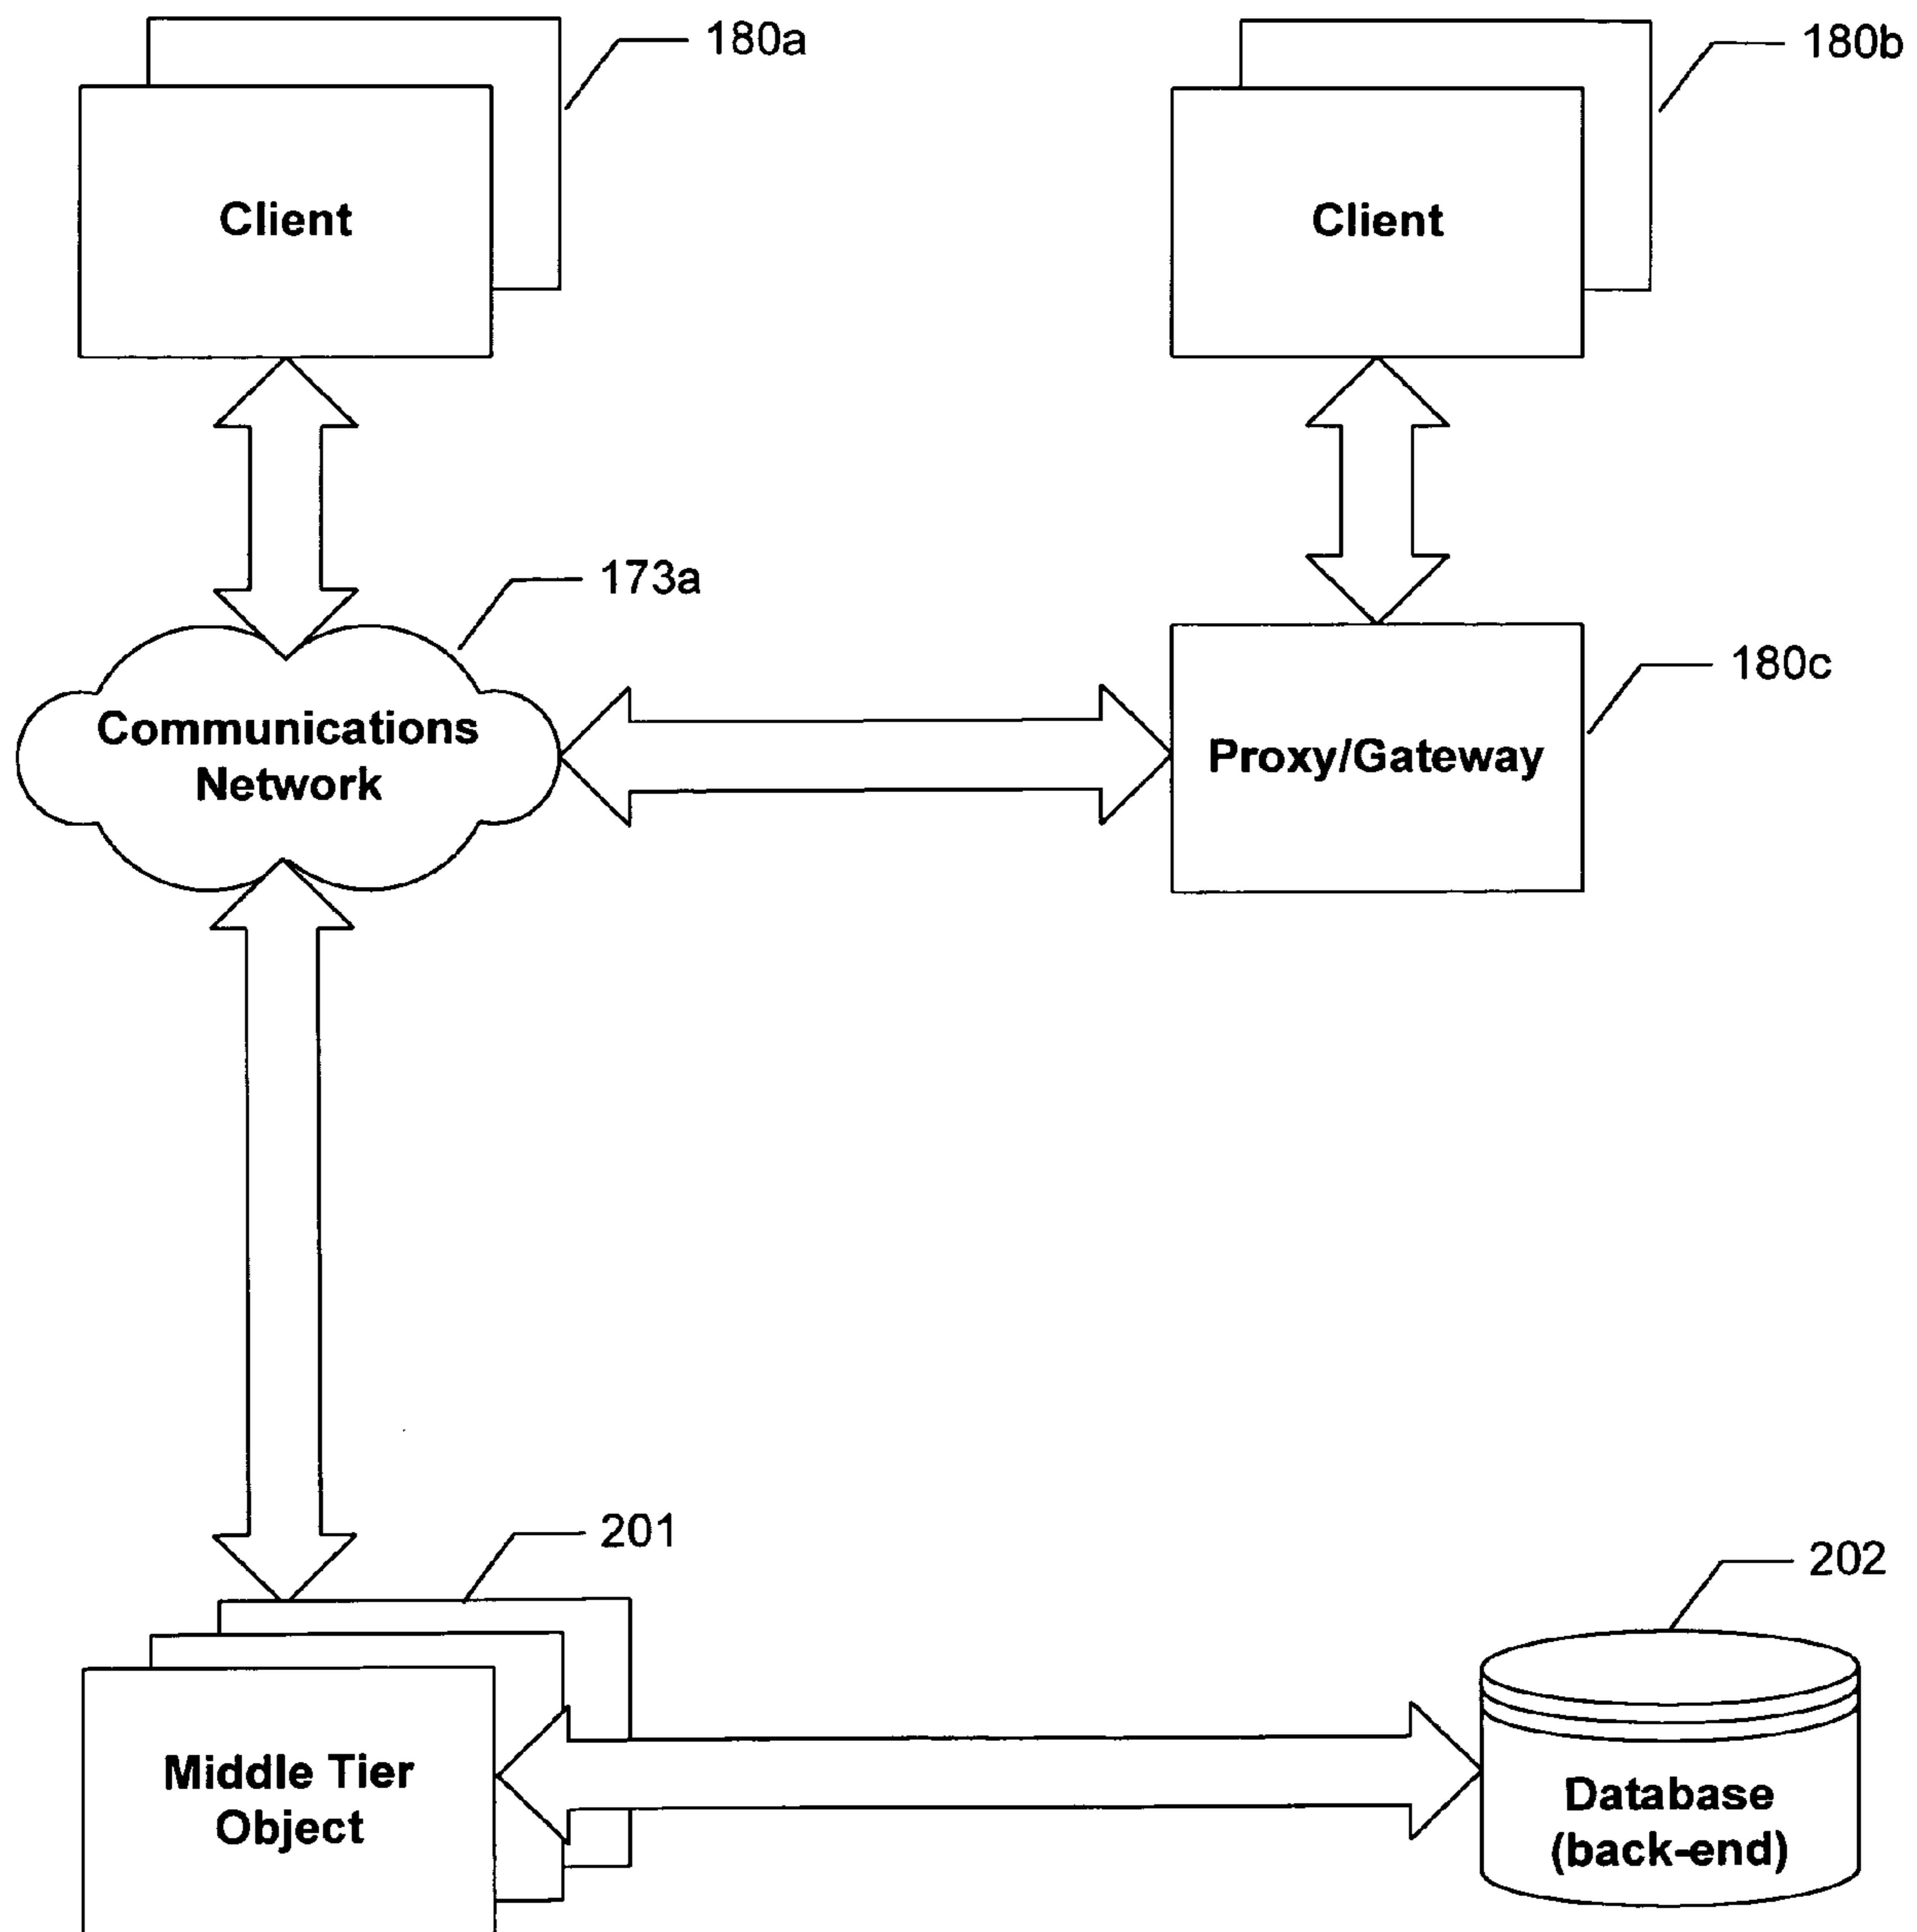 180a
180b
Client
Client
173a
180c
Communications
Network
Proxy/Gateway
201
202
Middle Tier
Object
Database
(back-end)